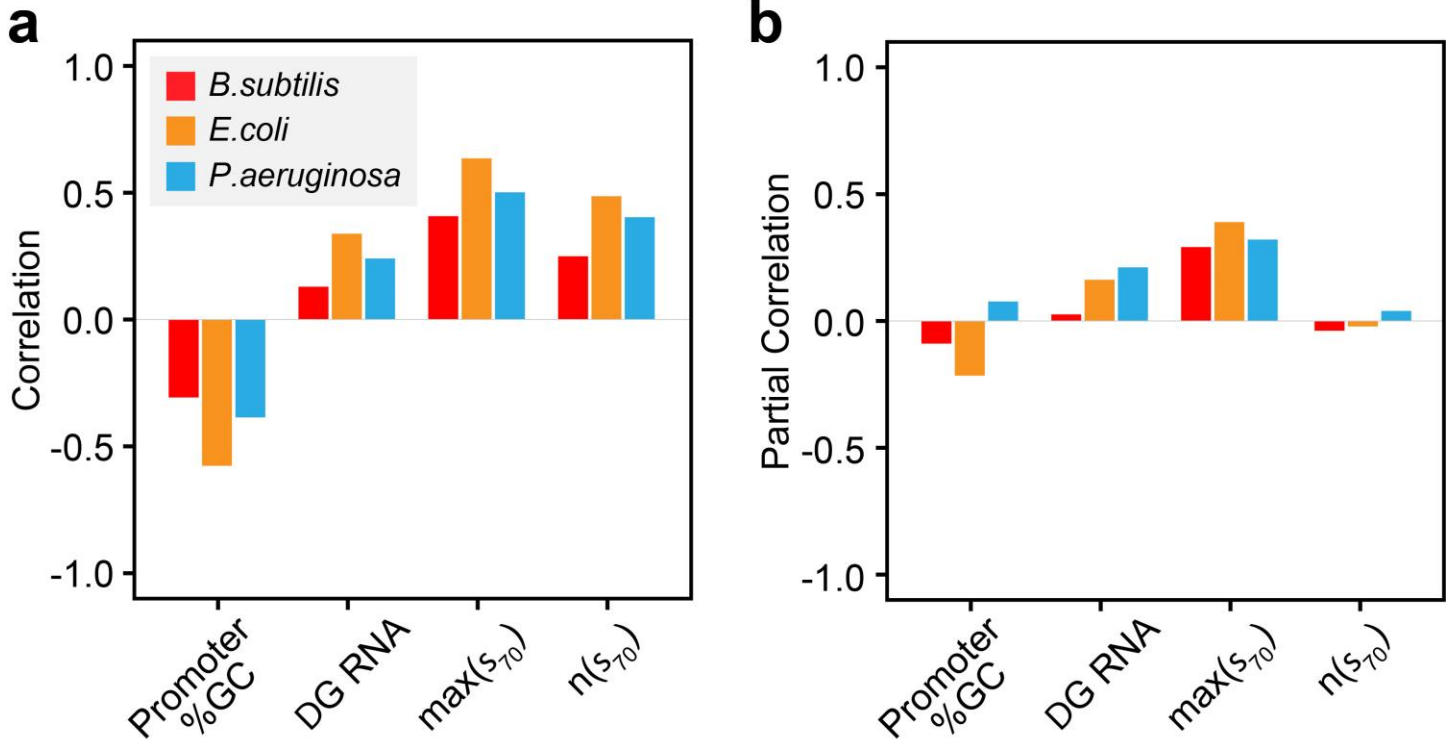 a
1.0
0.5
0.0
-0.5
-1.0
Correlation
B.subtilis
E.coli
P.aeruginosa
Promoter
%GC
DG RNA
max(s₇₀)
n(s₇₀)
b
1.0
0.5
0.0
-0.5
-1.0
Partial Correlation
Promoter
%GC
DG RNA
max(s₇₀)
n(s₇₀)